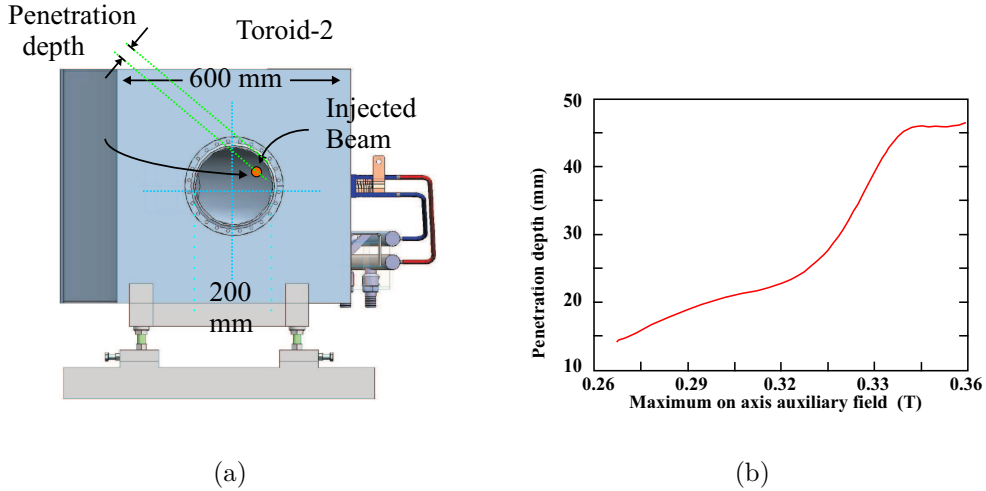 Penetration
depth
Toroid-2
600 mm
Injected
Beam
200
mm
(a)
Penetration depth (mm)
50
40
30
20
10
0.26
0.29
0.32
0.33
0.36
Maximum on axis auxiliary field (T)
(b)